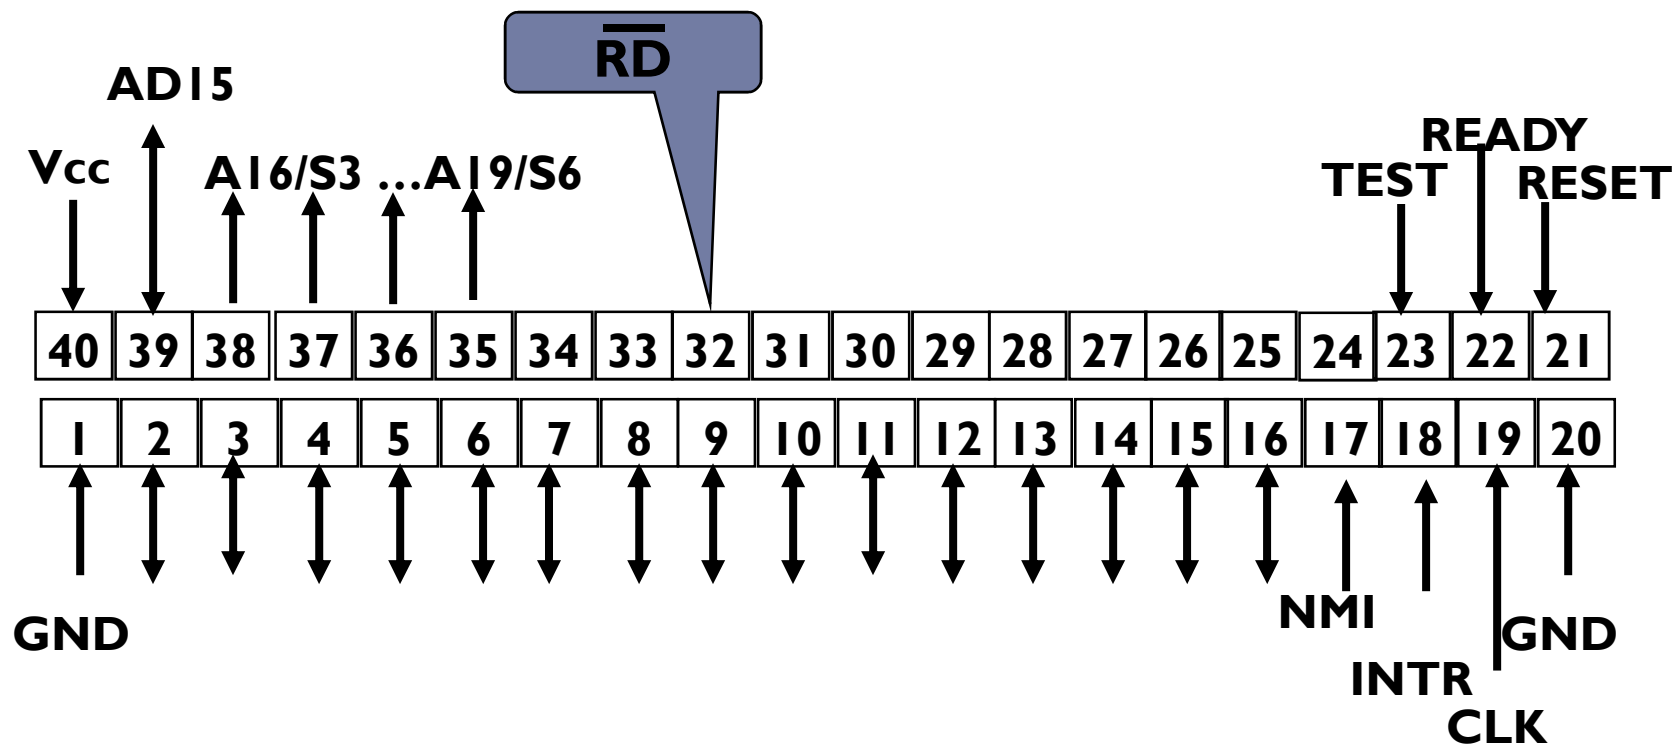 RD
AD15
Vcc
A16/S3 ...A19/S6
READY
TEST
RESET
40 39 38 37 36 35 34 33 32 31 30 29 28 27 26 25 24 23 22 21
1 2 3 4 5 6 7 8 9 10 11 12 13 14 15 16 17 18 19 20
NMI
GND
GND
INTR
CLK